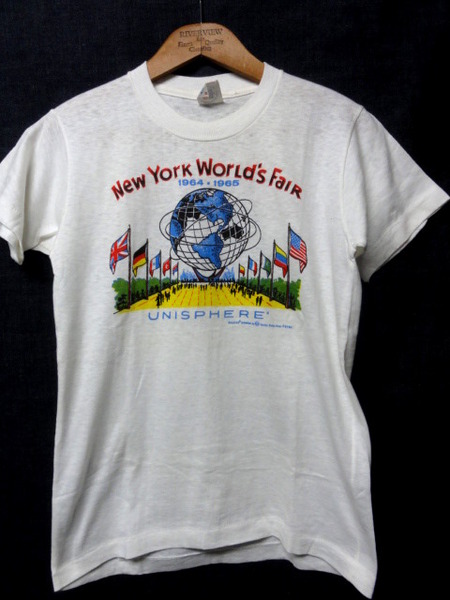 RIVERVIEW
New York World's Fair
1964 • 1965
UNISPHERE®